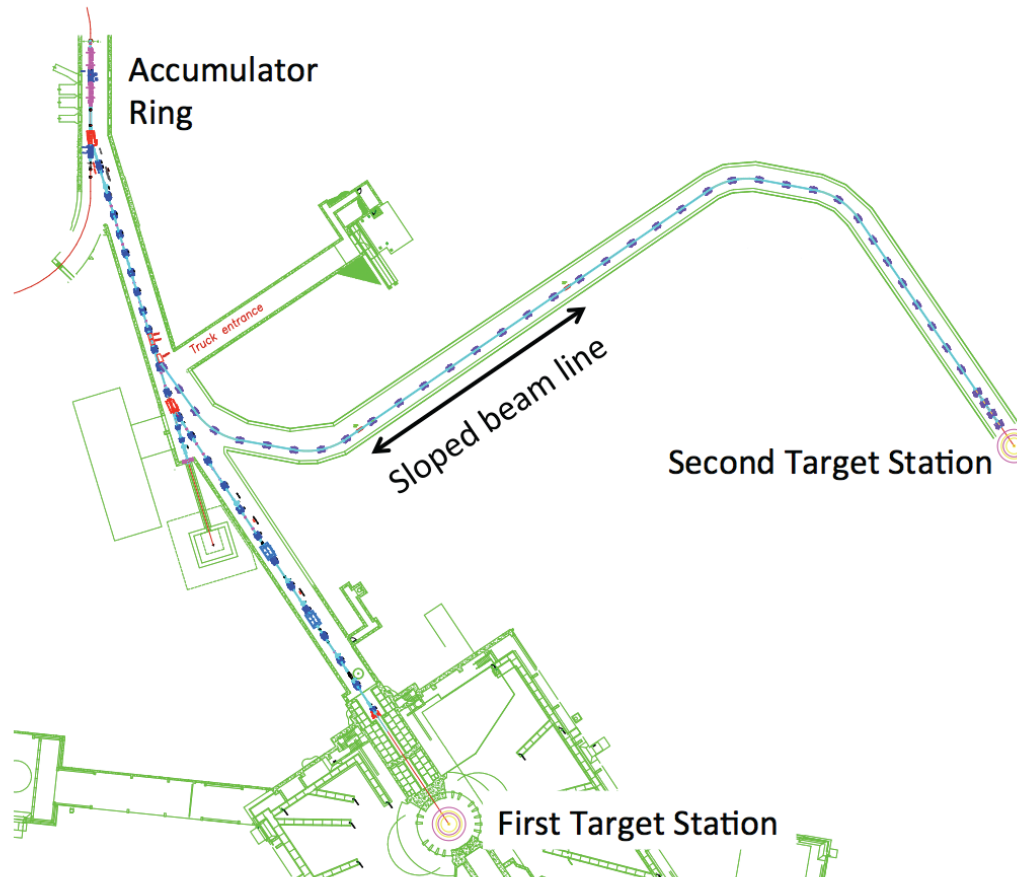 Accumulator
Ring
Truck entrance
Sloped beam line
Second Target Station
First Target Station